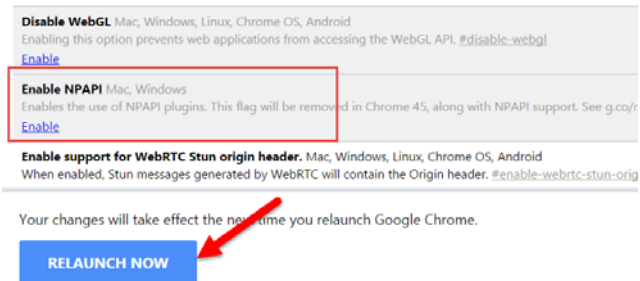 Disable WebGL Mac, Windows, Linux, Chrome OS, Android
Enabling this option prevents web applications from accessing the WebGL API. #disable-webgl
Enable
Enable NPAPI Mac, Windows
Enables the use of NPAPI plugins. This flag will be removed in Chrome 45, along with NPAPI support. See
Enable
Enable support for WebRTC Stun origin header. Mac, Windows, Linux, Chrome OS, Android
When enabled, Stun messages generated by WebRTC will contain the Origin header. #enable-webrtc-stun-orig
Your changes will take effect the next time you relaunch Google Chrome.
RELAUNCH NOW